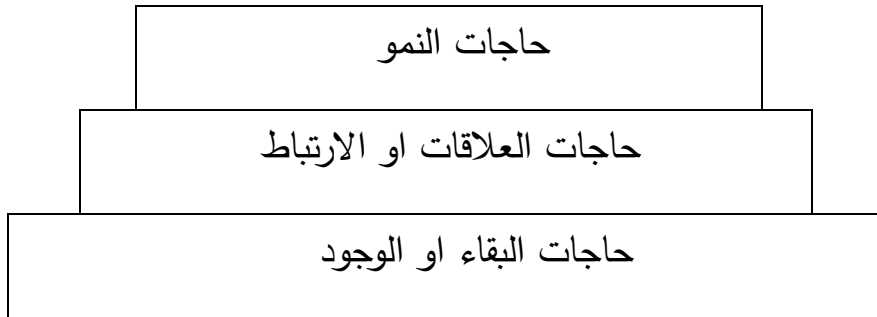 حاجات النمو
حاجات العلاقات او الارتباط
حاجات البقاء او الوجود